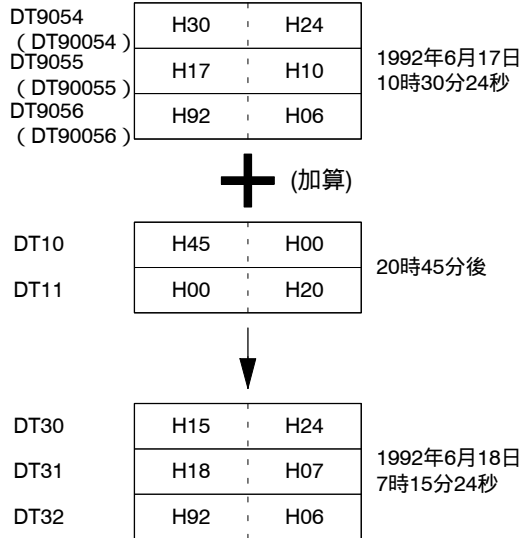 DT9054
（DT90054）
H30 H24
DT9055
（DT90055）
H17 H10
DT9056
（DT90056）
H92 H06
1992年6月17日
10時30分24秒
(加算)
DT10 H45 H00
DT11 H00 H20
20時45分後
DT30 H15 H24
DT31 H18 H07
DT32 H92 H06
1992年6月18日
7時15分24秒